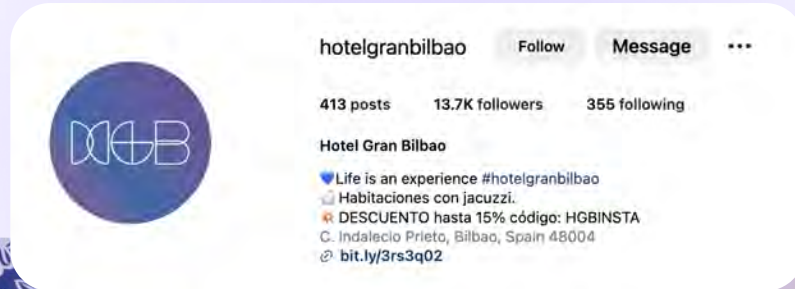 hotelgranbilbao Follow Message •••
413 posts 13.7K followers 355 following
HGB
Hotel Gran Bilbao
💙Life is an experience #hotelgranbilbao
🛁 Habitaciones con jacuzzi.
💥 DESCUENTO hasta 15% código: HGBINSTA
C. Indalecio Prieto, Bilbao, Spain 48004
bit.ly/3rs3q02